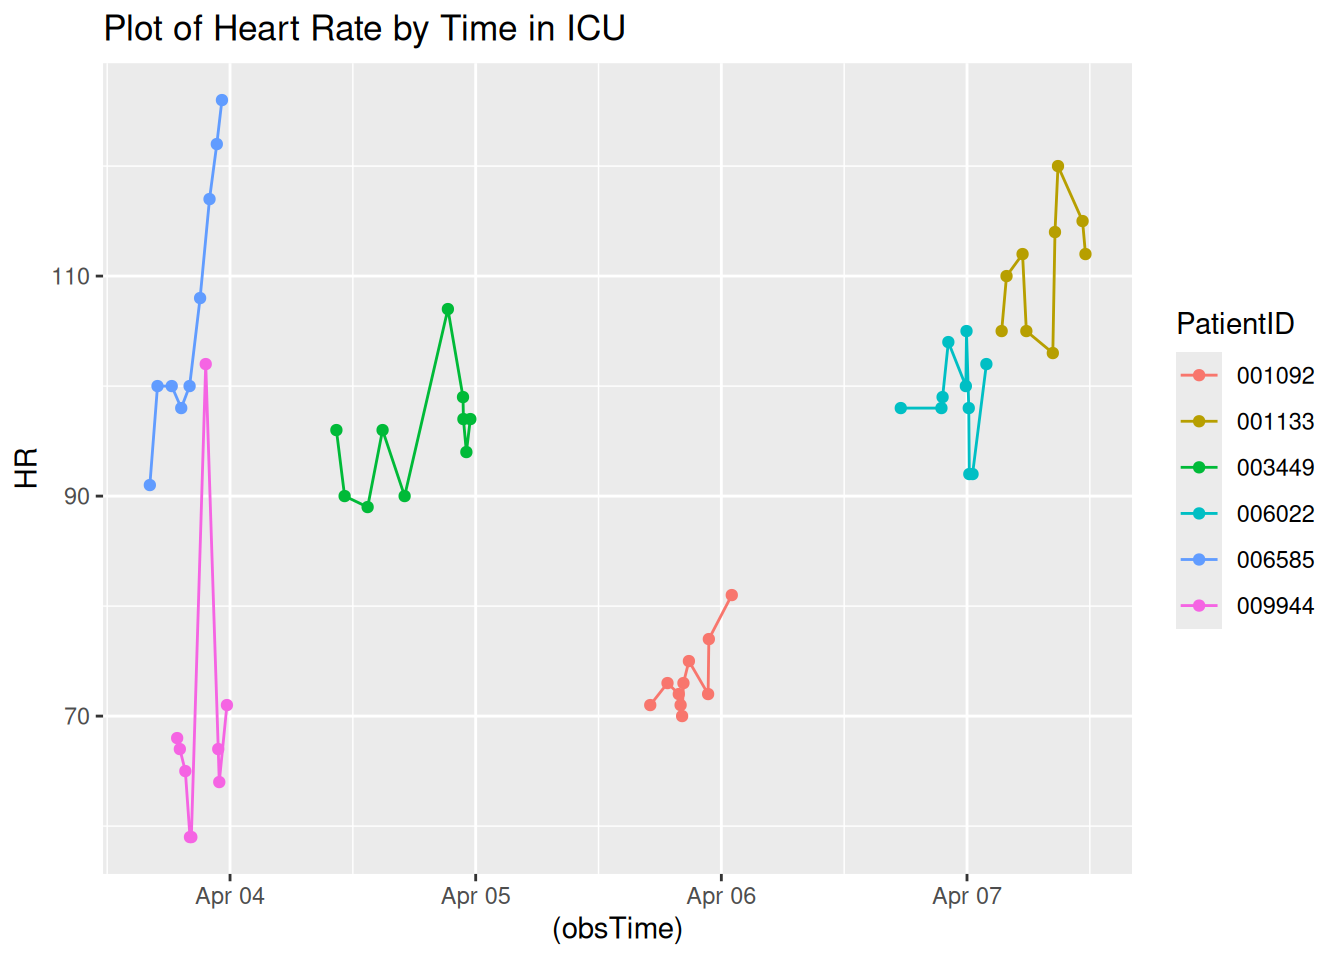 Plot of Heart Rate by Time in ICU
HR
110
90
70
Apr 04
Apr 05
Apr 06
Apr 07
(obsTime)
PatientID
001092
001133
003449
006022
006585
009944